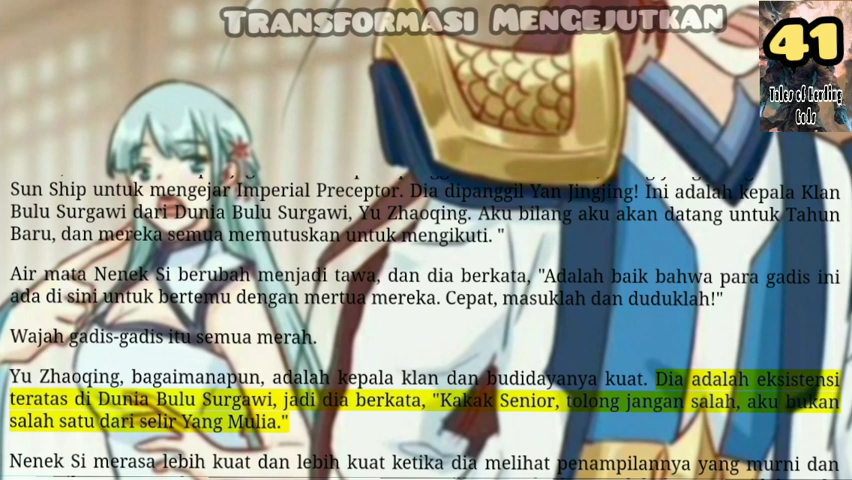 TRANSFORMASI MENGEJUTKAN
41
Tales of Herding
Gods
Sun Ship untuk mengejar Imperial Preceptor. Dia dipanggil Yan Jingjing! Ini adalah kepala Klan
Bulu Surgawi dari Dunia Bulu Surgawi, Yu Zhaoqing. Aku bilang aku akan datang untuk Tahun
Baru, dan mereka semua memutuskan untuk mengikuti. "
Air mata Nenek Si berubah menjadi tawa, dan dia berkata, "Adalah baik bahwa para gadis ini
ada di sini untuk bertemu dengan mertua mereka. Cepat, masuklah dan duduklah!"
Wajah gadis-gadis itu semua merah.
Yu Zhaoqing, bagaimanapun, adalah kepala klan dan budidayanya kuat. Dia adalah eksistensi
teratas di Dunia Bulu Surgawi, jadi dia berkata, "Kakak Senior, tolong jangan salah, aku bukan
salah satu dari selir Yang Mulia."
Nenek Si merasa lebih kuat dan lebih kuat ketika dia melihat penampilannya yang murni dan